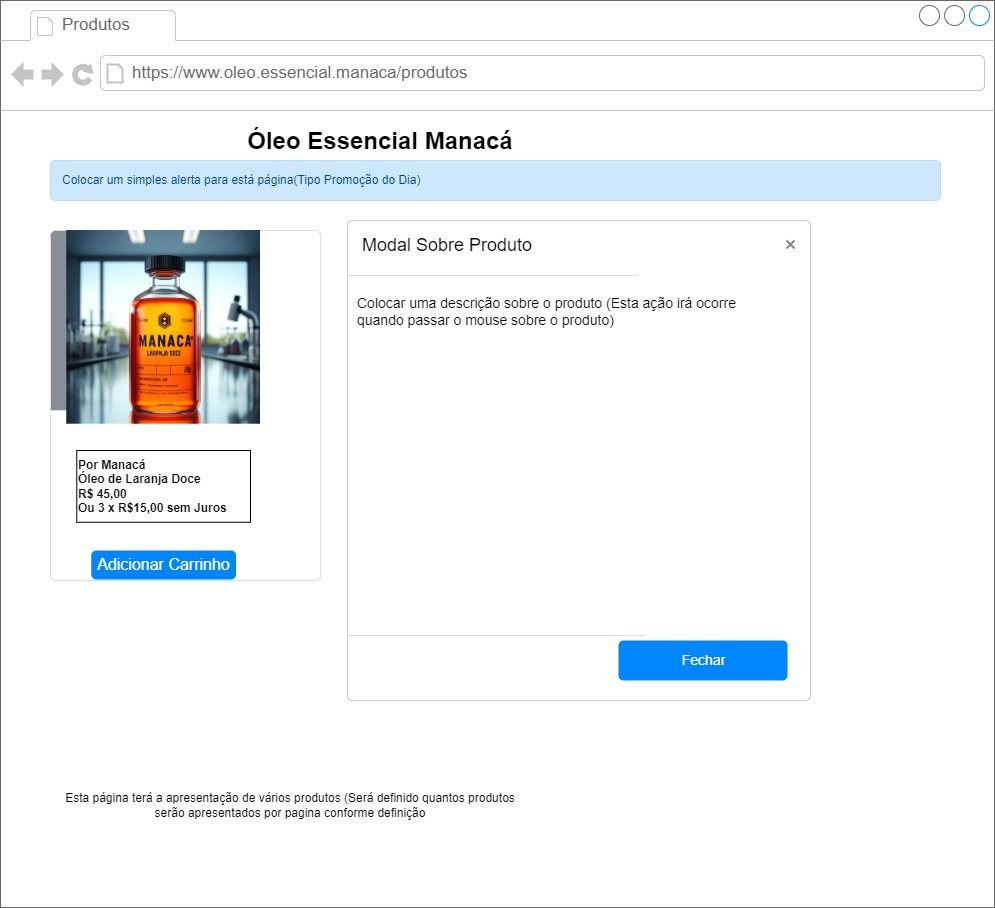 Produtos
https://www.oleo.essencial.manaca/produtos
Óleo Essencial Manacá
Colocar um simples alerta para está página(Tipo Promoção do Dia)
MANACA
LARANJA·DOCE
Por Manacá
Óleo de Laranja Doce
R$ 45,00
Ou 3 x R$15,00 sem Juros
Adicionar Carrinho
Modal Sobre Produto
×
Colocar uma descrição sobre o produto (Esta ação irá ocorre
quando passar o mouse sobre o produto)
Fechar
Esta página terá a apresentação de vários produtos (Será definido quantos produtos
serão apresentados por pagina conforme definição